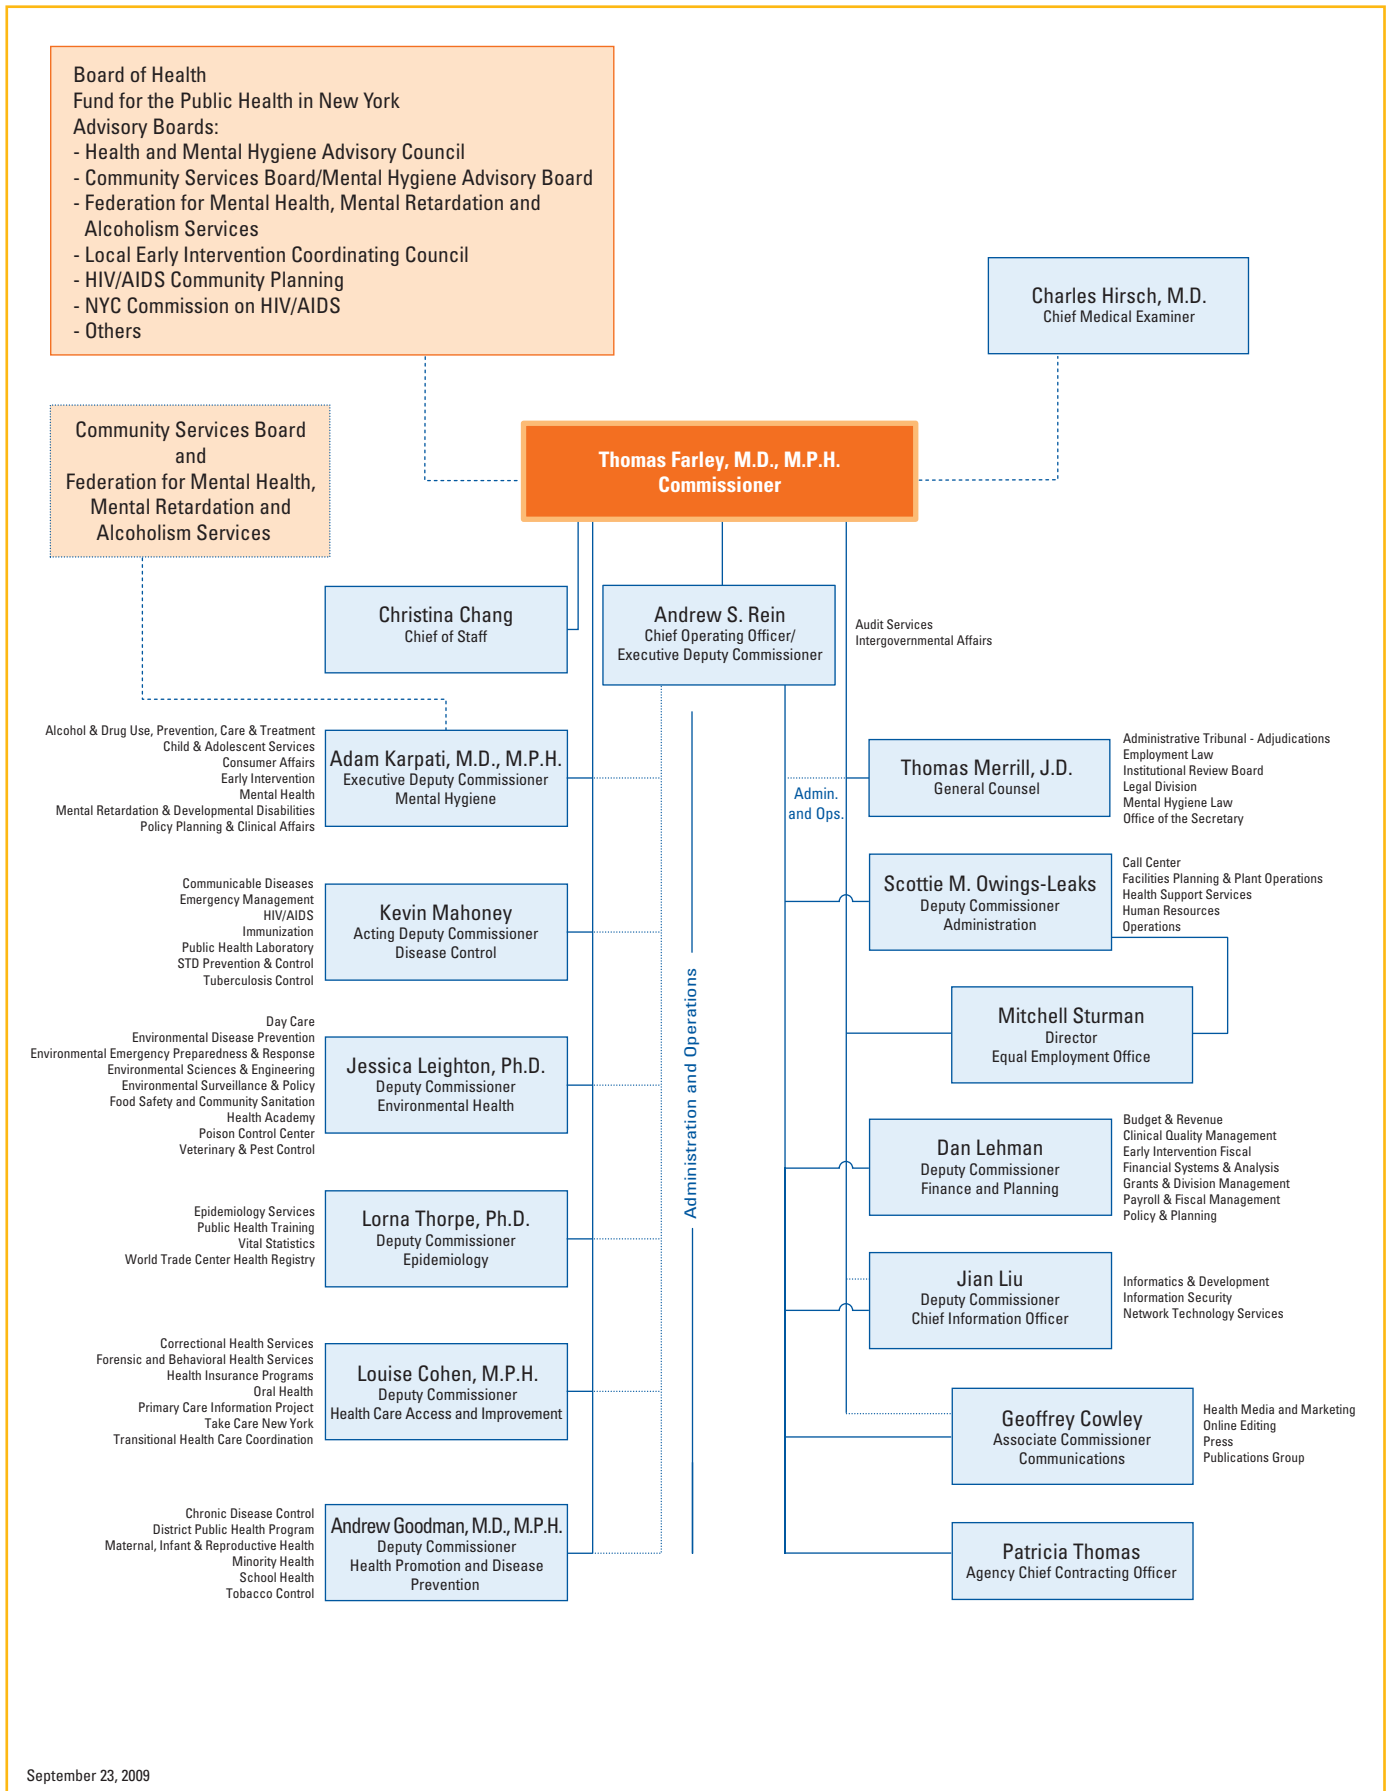 Board of Health
Fund for the Public Health in New York
Advisory Boards:
- Health and Mental Hygiene Advisory Council
- Community Services Board/Mental Hygiene Advisory Board
- Federation for Mental Health, Mental Retardation and
Alcoholism Services
- Local Early Intervention Coordinating Council
- HIV/AIDS Community Planning
- NYC Commission on HIV/AIDS
- Others
Charles Hirsch, M.D.
Chief Medical Examiner
Community Services Board
and
Federation for Mental Health,
Mental Retardation and
Alcoholism Services
Thomas Farley, M.D., M.P.H.
Commissioner
Christina Chang
Chief of Staff
Andrew S. Rein
Chief Operating Officer/
Executive Deputy Commissioner
Audit Services
Intergovernmental Affairs
Alcohol & Drug Use, Prevention, Care & Treatment
Child & Adolescent Services
Consumer Affairs
Early Intervention
Mental Health
Mental Retardation & Developmental Disabilities
Policy Planning & Clinical Affairs
Adam Karpati, M.D., M.P.H.
Executive Deputy Commissioner
Mental Hygiene
Admin.
and Ops.
Thomas Merrill, J.D.
General Counsel
Administrative Tribunal - Adjudications
Employment Law
Institutional Review Board
Legal Division
Mental Hygiene Law
Office of the Secretary
Communicable Diseases
Emergency Management
HIV/AIDS
Immunization
Public Health Laboratory
STD Prevention & Control
Tuberculosis Control
Kevin Mahoney
Acting Deputy Commissioner
Disease Control
Scottie M. Owings-Leaks
Deputy Commissioner
Administration
Call Center
Facilities Planning & Plant Operations
Health Support Services
Human Resources
Operations
Administration and Operations
Day Care
Environmental Disease Prevention
Environmental Emergency Preparedness & Response
Environmental Sciences & Engineering
Environmental Surveillance & Policy
Food Safety and Community Sanitation
Health Academy
Poison Control Center
Veterinary & Pest Control
Jessica Leighton, Ph.D.
Deputy Commissioner
Environmental Health
Mitchell Sturman
Director
Equal Employment Office
Dan Lehman
Deputy Commissioner
Finance and Planning
Budget & Revenue
Clinical Quality Management
Early Intervention Fiscal
Financial Systems & Analysis
Grants & Division Management
Payroll & Fiscal Management
Policy & Planning
Epidemiology Services
Public Health Training
Vital Statistics
World Trade Center Health Registry
Lorna Thorpe, Ph.D.
Deputy Commissioner
Epidemiology
Jian Liu
Deputy Commissioner
Chief Information Officer
Informatics & Development
Information Security
Network Technology Services
Correctional Health Services
Forensic and Behavioral Health Services
Health Insurance Programs
Oral Health
Primary Care Information Project
Take Care New York
Transitional Health Care Coordination
Louise Cohen, M.P.H.
Deputy Commissioner
Health Care Access and Improvement
Geoffrey Cowley
Associate Commissioner
Communications
Health Media and Marketing
Online Editing
Press
Publications Group
Chronic Disease Control
District Public Health Program
Maternal, Infant & Reproductive Health
Minority Health
School Health
Tobacco Control
Andrew Goodman, M.D., M.P.H.
Deputy Commissioner
Health Promotion and Disease
Prevention
Patricia Thomas
Agency Chief Contracting Officer
September 23, 2009